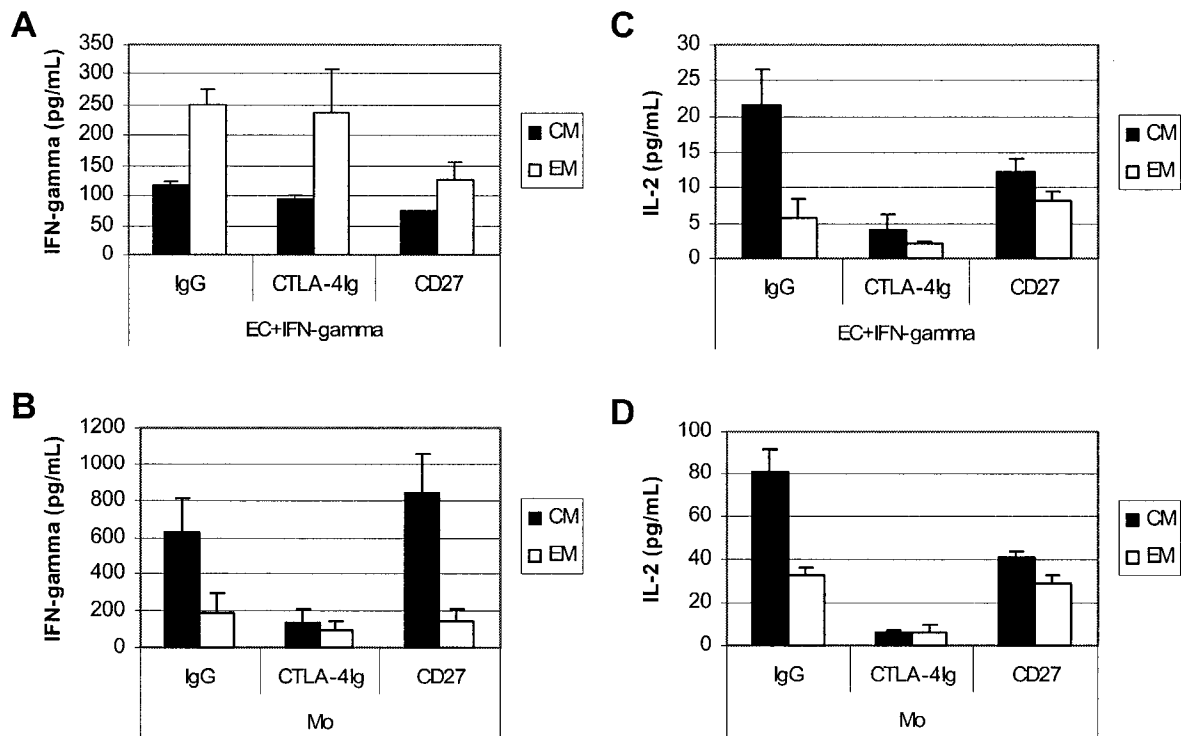 A
IFN-gamma (pg/mL)
350
300
250
200
150
100
50
0
IgG CTLA-4Ig CD27
EC+IFN-gamma
CM
EM
C
IL-2 (pg/mL)
30
25
20
15
10
5
0
IgG CTLA-4Ig CD27
EC+IFN-gamma
CM
EM
B
IFN-gamma (pg/mL)
1200
1000
800
600
400
200
0
IgG CTLA-4Ig CD27
Mo
CM
EM
D
IL-2 (pg/mL)
100
80
60
40
20
0
IgG CTLA-4Ig CD27
Mo
CM
EM